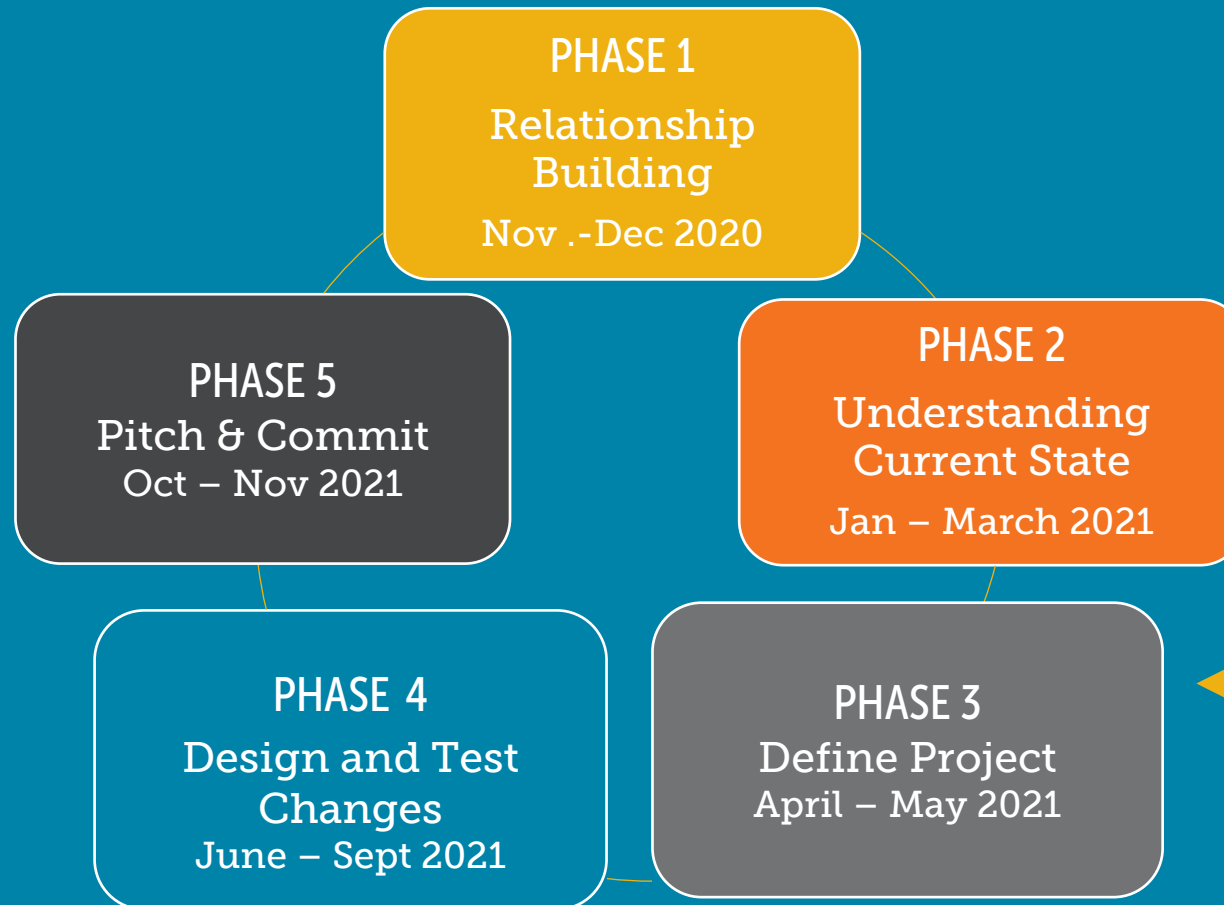 PHASE 1
Relationship
Building
Nov .-Dec 2020
PHASE 2
Understanding
Current State
Jan – March 2021
PHASE 3
Define Project
April – May 2021
PHASE 4
Design and Test
Changes
June – Sept 2021
PHASE 5
Pitch & Commit
Oct – Nov 2021